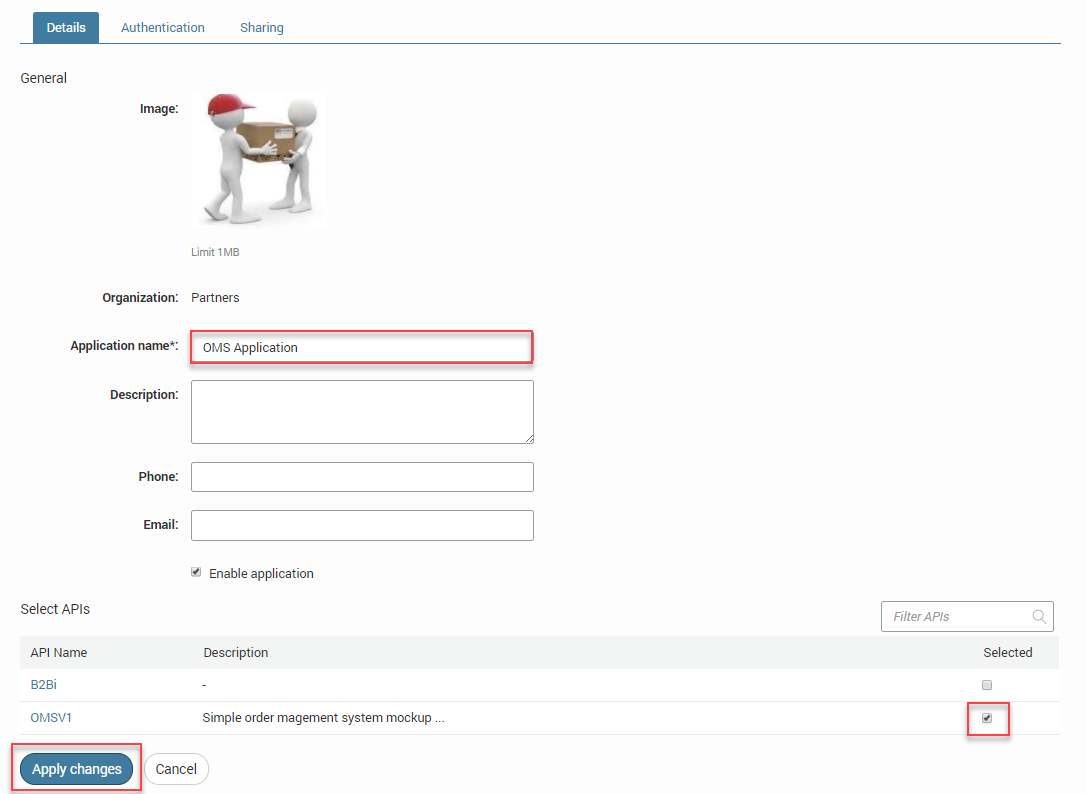 Details Authentication Sharing
General
Image:
Limit 1MB
Organization: Partners
Application name*: OMS Application
Description:
Phone:
Email:
Enable application
Select APIs
Filter APIs
API Name Description Selected
B2Bi -
OMSV1 Simple order magement system mockup ...
Apply changes Cancel